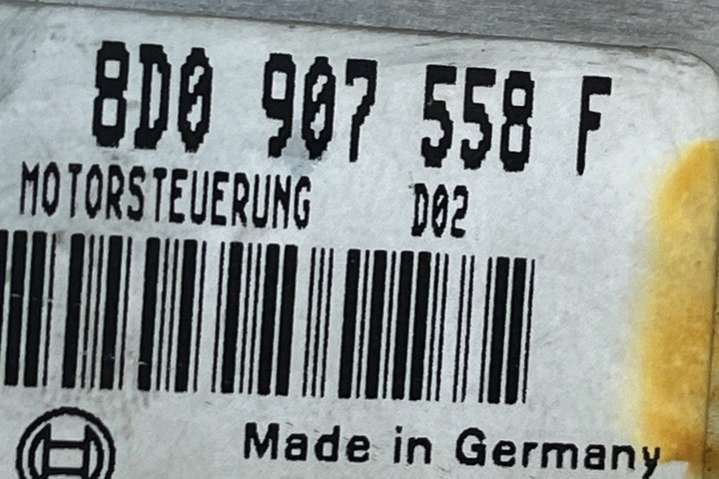 8D0 907 558 F
MOTORSTEUERUNG D02
Made in Germany